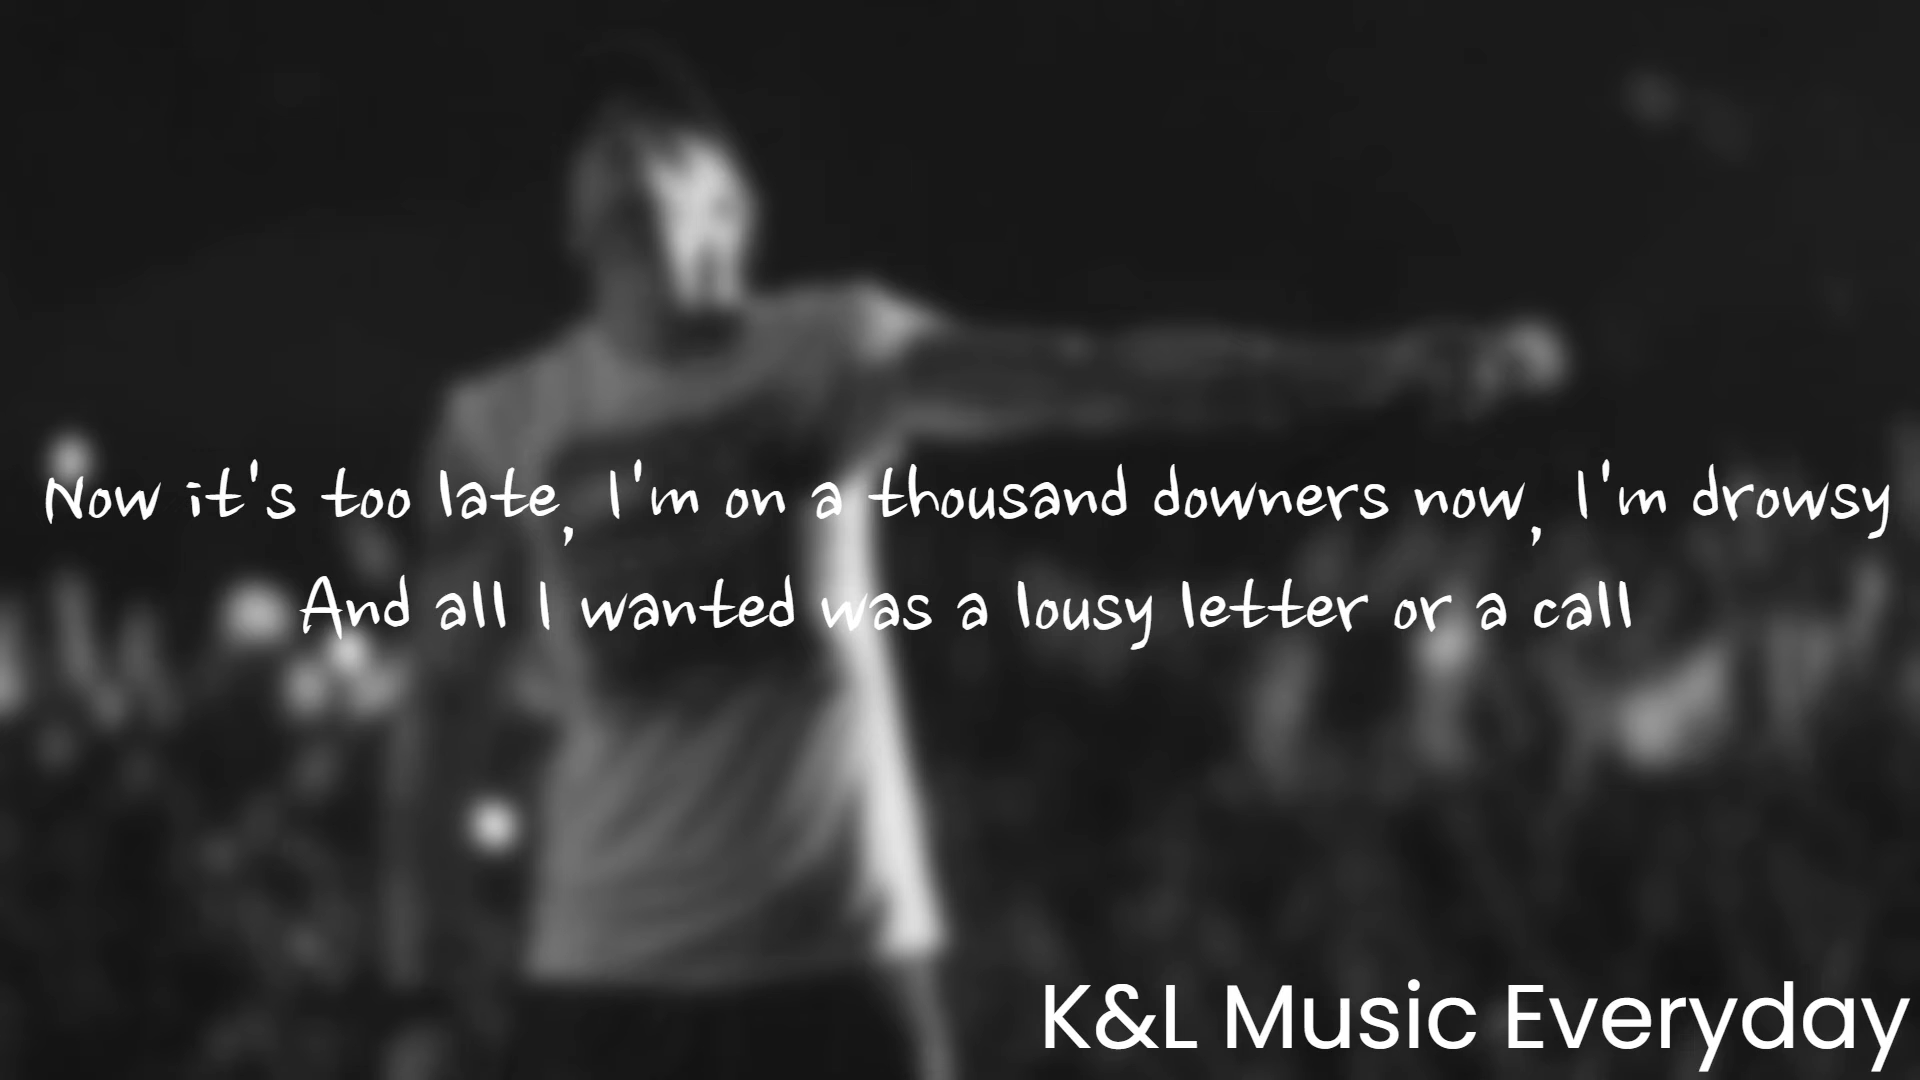 Now it's too late, I'm on a thousand downers now, I'm drowsy
And all I wanted was a lousy letter or a call
K&L Music Everyday